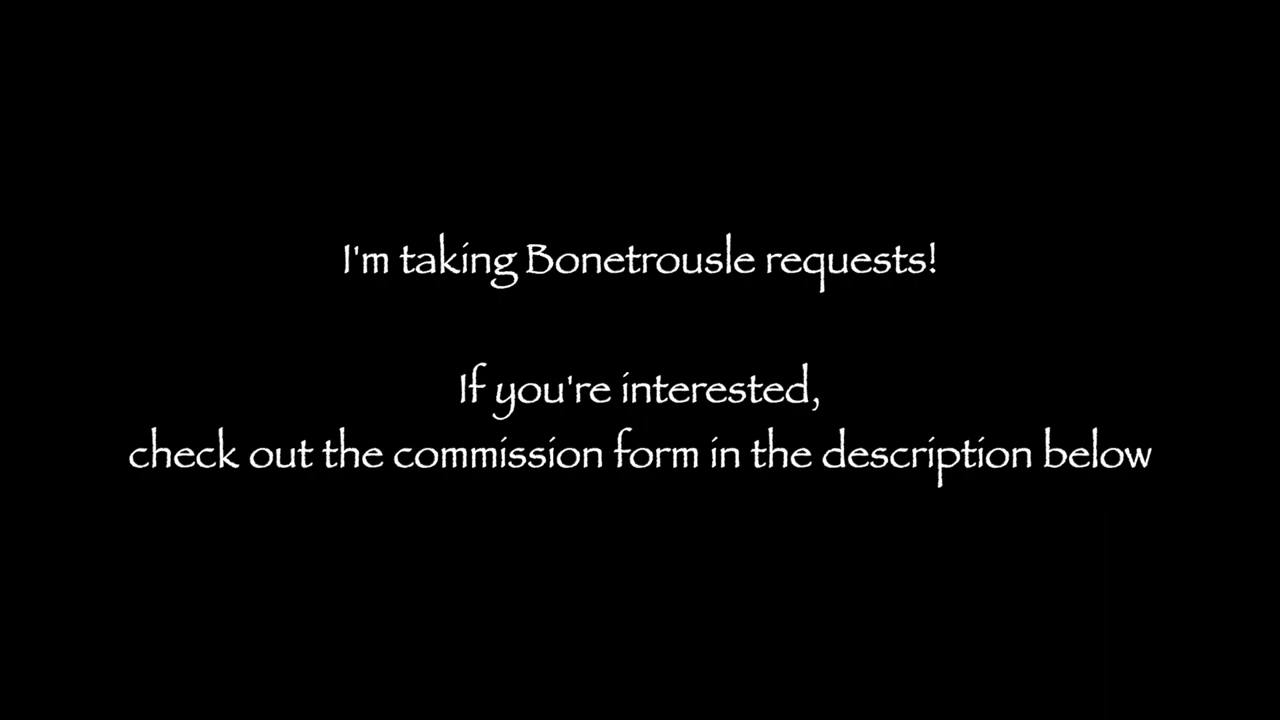 I'm taking Bonetrousle requests!
If you're interested,
check out the commission form in the description below